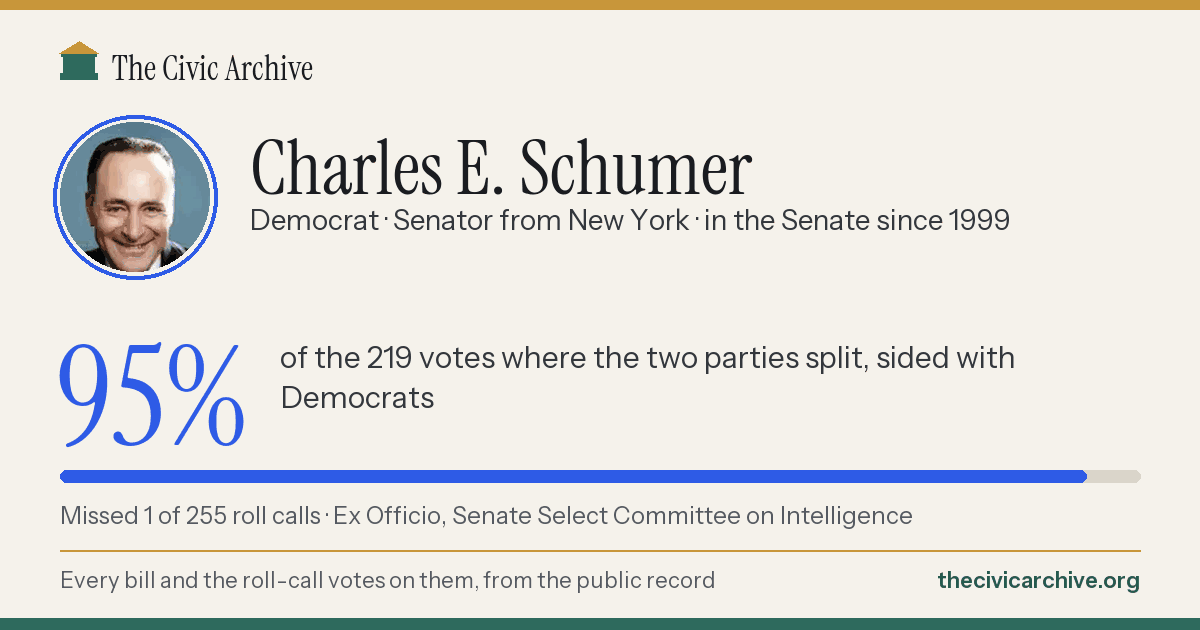 The Civic Archive
Charles E. Schumer
Democrat · Senator from New York · in the Senate since 1999
95%
of the 219 votes where the two parties split, sided with
Democrats
Missed 1 of 255 roll calls · Ex Officio, Senate Select Committee on Intelligence
Every bill and the roll-call votes on them, from the public record
thecivicarchive.org